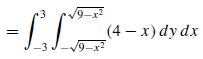 = ∫_{-3}^{3} ∫_{-√(9-x²)}^{√(9-x²)} (4 − x) dy dx